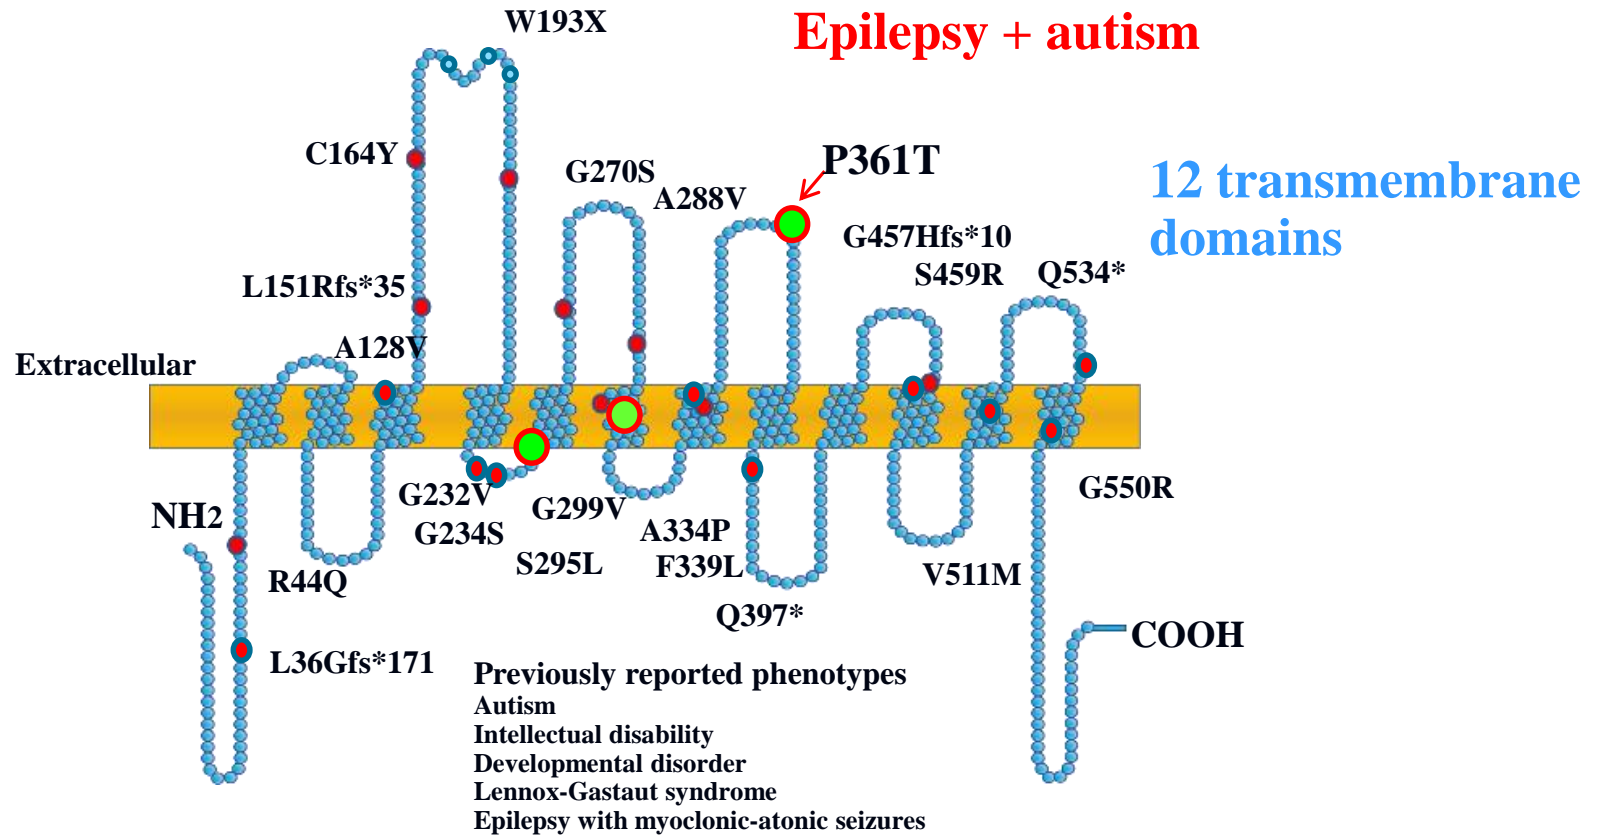 W193X
Epilepsy + autism
C164Y
G270S
P361T
A288V
12 transmembrane
domains
G457Hfs*10
S459R
Q534*
L151Rfs*35
A128V
Extracellular
G232V
G234S
G299V
S295L
A334P
F339L
G550R
NH2
R44Q
V511M
Q397*
COOH
L36Gfs*171
Previously reported phenotypes
Autism
Intellectual disability
Developmental disorder
Lennox-Gastaut syndrome
Epilepsy with myoclonic-atonic seizures